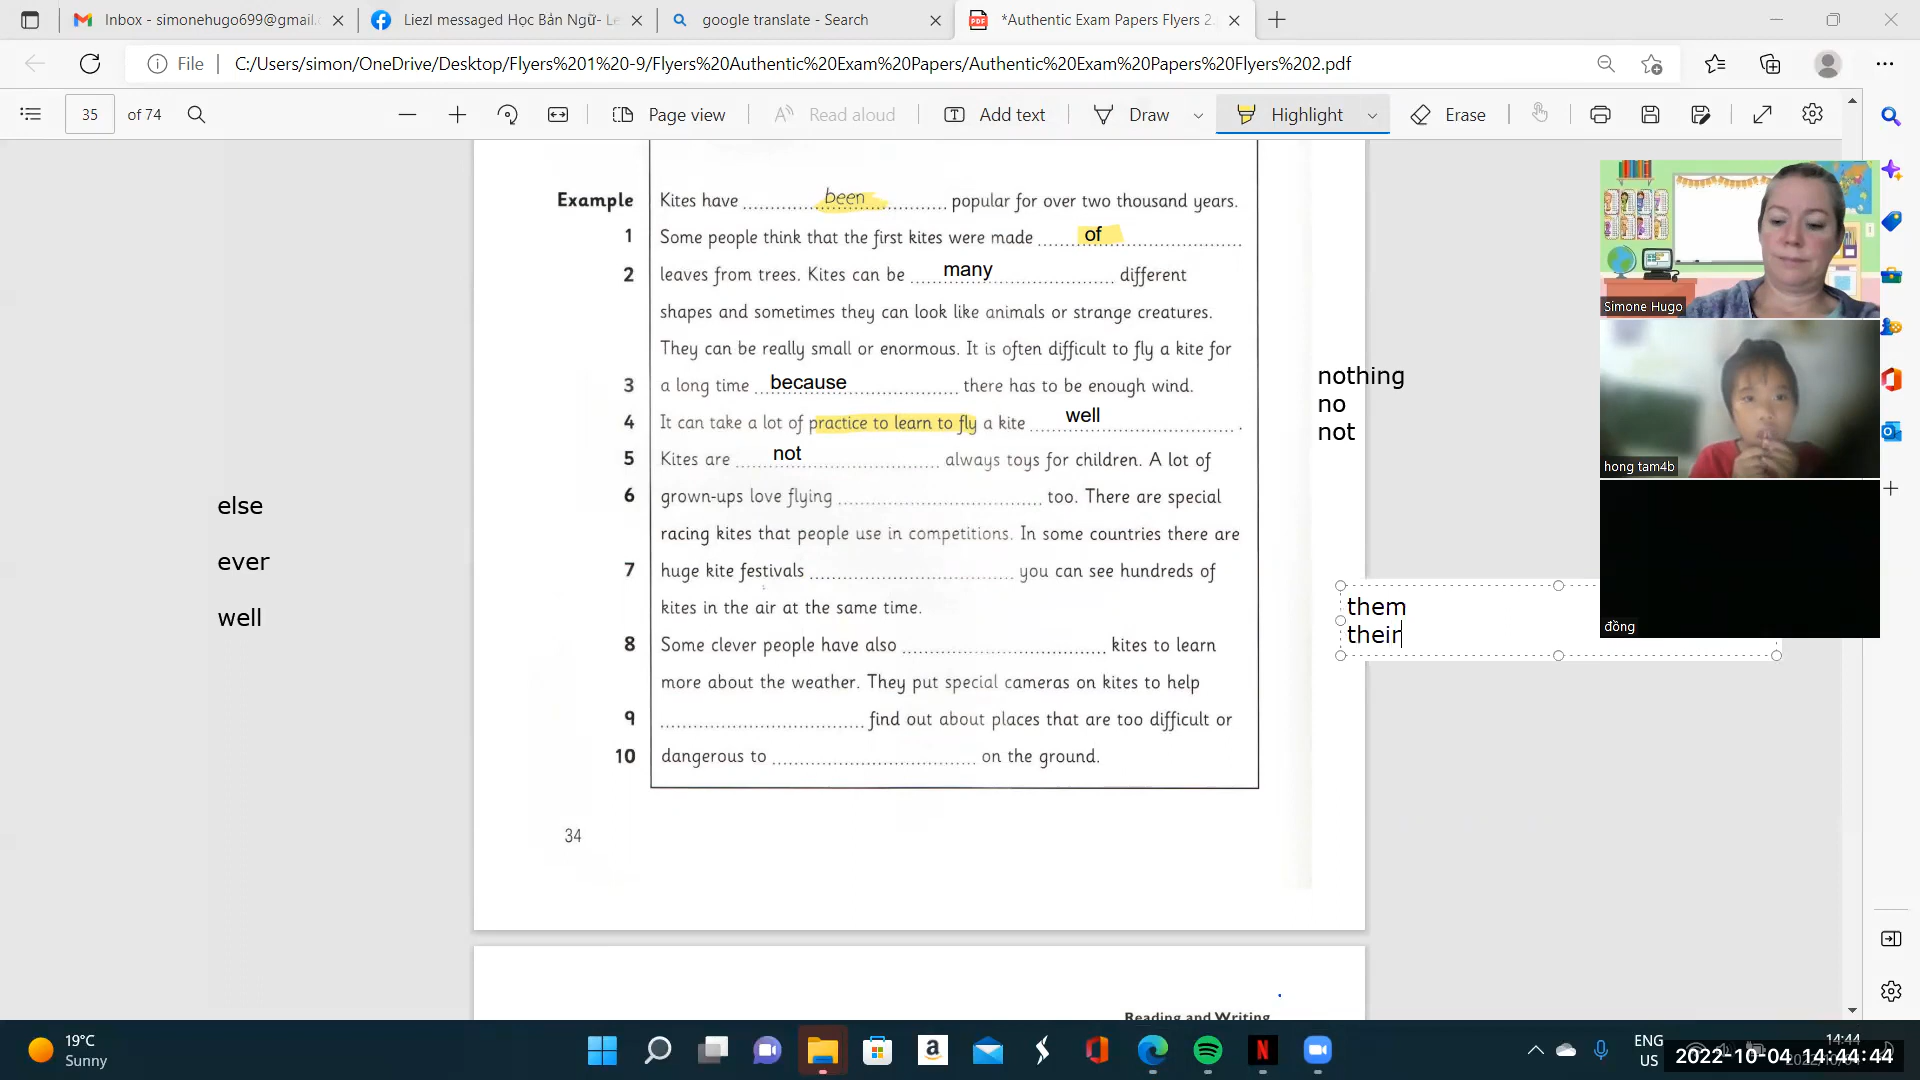 Inbox - simonehugo699@gmail.
Liezl messaged Học Bản Ngữ- Le
google translate - Search
*Authentic Exam Papers Flyers 2
File
C:/Users/simon/OneDrive/Desktop/Flyers%201%20-9/Flyers%20Authentic%20Exam%20Papers/Authentic%20Exam%20Papers%20Flyers%202.pdf
35 of 74
Page view
Read aloud
Add text
Draw
Highlight
Erase
Example Kites have been popular for over two thousand years.
1 Some people think that the first kites were made of
2 leaves from trees. Kites can be many different
shapes and sometimes they can look like animals or strange creatures.
They can be really small or enormous. It is often difficult to fly a kite for
3 a long time because there has to be enough wind.
4 It can take a lot of practice to learn to fly a kite well .
5 Kites are not always toys for children. A lot of
6 grown-ups love flying too. There are special
racing kites that people use in competitions. In some countries there are
7 huge kite festivals you can see hundreds of
kites in the air at the same time.
8 Some clever people have also kites to learn
more about the weather. They put special cameras on kites to help
9 find out about places that are too difficult or
10 dangerous to on the ground.
34
Reading and Writing
else
ever
well
nothing
no
not
them
their
Simone Hugo
hong tam4b
đồng
19°C
Sunny
ENG
US
14:44
2022-10-04 14:44:44